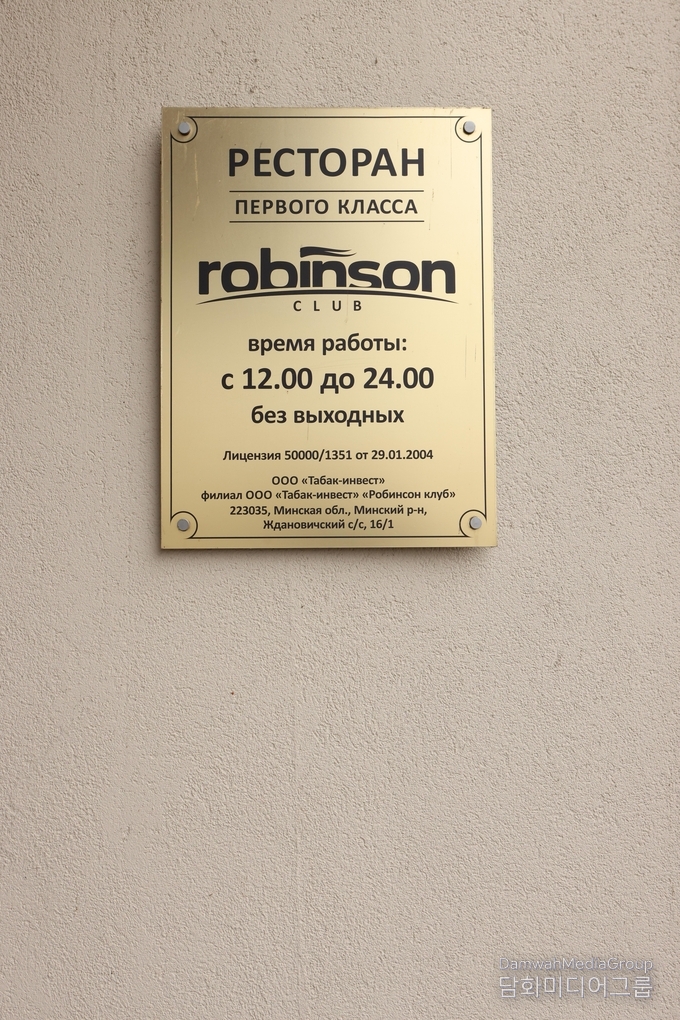 РЕСТОРАН
ПЕРВОГО КЛАССА
robinson
CLUB
время работы:
с 12.00 до 24.00
без выходных
Лицензия 50000/1351 от 29.01.2004
ООО «Табак-инвест»
филиал ООО «Табак-инвест» «Робинсон клуб»
223035, Минская обл., Минский р-н,
Ждановичский с/с, 16/1
DamwhanMediaGroup
담화미디어그룹